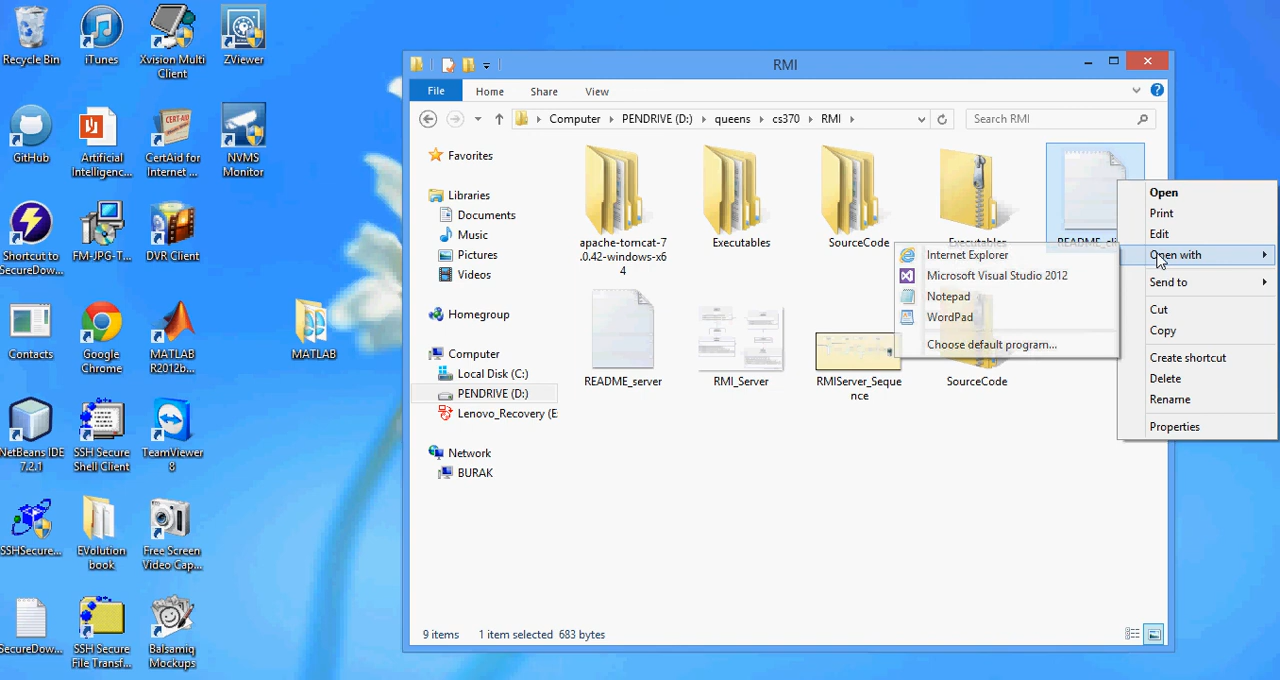 Recycle Bin
iTunes
Xvision Multi
Client
ZViewer
GitHub
Artificial
Intelligenc...
CertAid for
Internet ...
NVMS
Monitor
Shortcut to
SecureDow...
FM-JPG-T...
DVR Client
Contacts
Google
Chrome
MATLAB
R2012b...
MATLAB
NetBeans IDE
7.2.1
SSH Secure
Shell Client
TeamViewer
8
SSHSecure...
EVolution
book
Free Screen
Video Cap...
SecureDow...
SSH Secure
File Transf...
Balsamiq
Mockups
RMI
File
Home
Share
View
Computer
PENDRIVE (D:)
queens
cs370
RMI
Search RMI
Favorites
Libraries
Documents
Music
Pictures
Videos
Homegroup
Computer
Local Disk (C:)
PENDRIVE (D:)
Lenovo_Recovery (E
Network
BURAK
apache-tomcat-7
.0.42-windows-x6
4
Executables
SourceCode
Executables
README_cli
README_server
RMI_Server
RMIServer_Seque
nce
SourceCode
Internet Explorer
Microsoft Visual Studio 2012
Notepad
WordPad
Choose default program...
Open
Print
Edit
Open with
Send to
Cut
Copy
Create shortcut
Delete
Rename
Properties
9 items
1 item selected 683 bytes